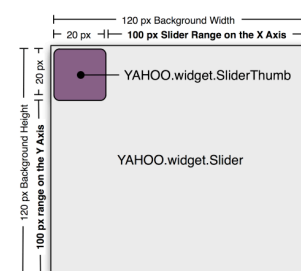 120 px Background Width
20 px
100 px Slider Range on the X Axis
20 px
YAHOO.widget.SliderThumb
120 px Background Height
100 px range on the Y Axis
YAHOO.widget.Slider